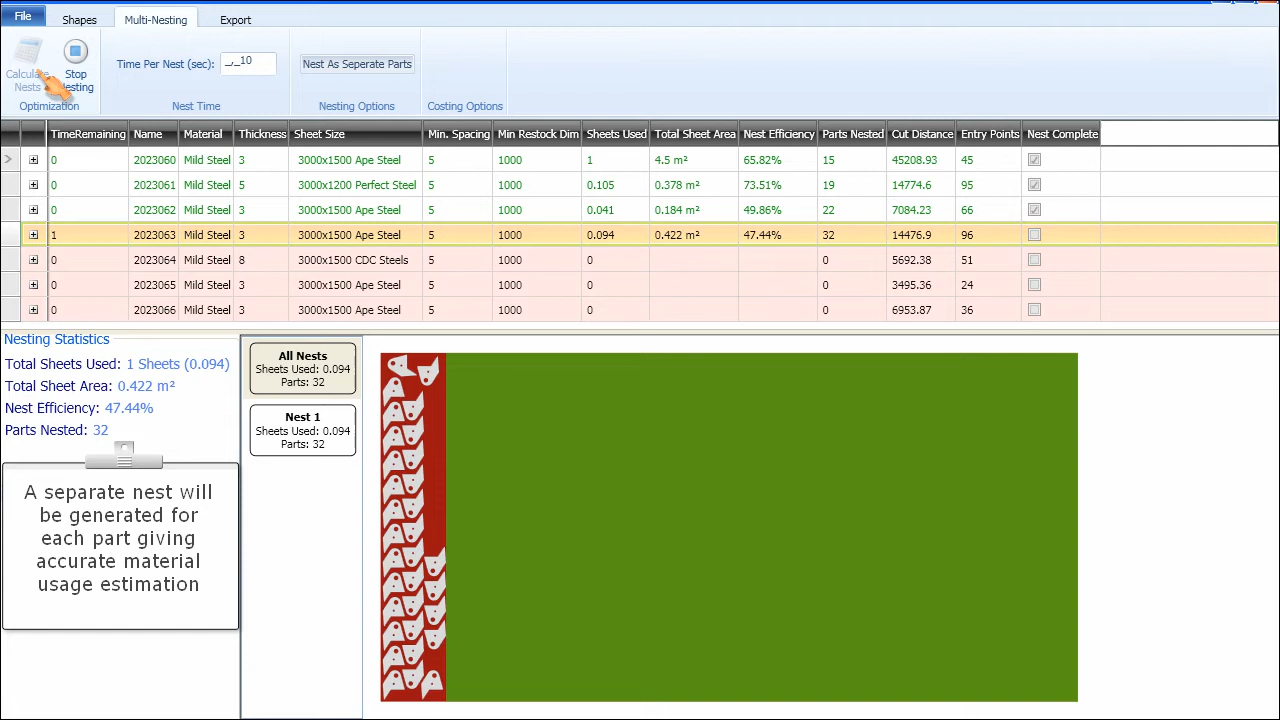 File
Shapes
Multi-Nesting
Export
Calculate
Nests
Stop
Nesting
Optimization
Time Per Nest (sec): _,_10
Nest Time
Nest As Seperate Parts
Nesting Options
Costing Options
TimeRemaining Name Material Thickness Sheet Size Min. Spacing Min Restock Dim Sheets Used Total Sheet Area Nest Efficiency Parts Nested Cut Distance Entry Points Nest Complete
0 2023060 Mild Steel 3 3000x1500 Ape Steel 5 1000 1 4.5 m² 65.82% 15 45208.93 45
0 2023061 Mild Steel 5 3000x1200 Perfect Steel 5 1000 0.105 0.378 m² 73.51% 19 14774.6 95
0 2023062 Mild Steel 3 3000x1500 Ape Steel 5 1000 0.041 0.184 m² 49.86% 22 7084.23 66
1 2023063 Mild Steel 3 3000x1500 Ape Steel 5 1000 0.094 0.422 m² 47.44% 32 14476.9 96
0 2023064 Mild Steel 8 3000x1500 CDC Steels 5 1000 0 0 5692.38 51
0 2023065 Mild Steel 3 3000x1500 Ape Steel 5 1000 0 0 3495.36 24
0 2023066 Mild Steel 3 3000x1500 Ape Steel 5 1000 0 0 6953.87 36
Nesting Statistics
Total Sheets Used: 1 Sheets (0.094)
Total Sheet Area: 0.422 m²
Nest Efficiency: 47.44%
Parts Nested: 32
A separate nest will
be generated for
each part giving
accurate material
usage estimation
All Nests
Sheets Used: 0.094
Parts: 32
Nest 1
Sheets Used: 0.094
Parts: 32